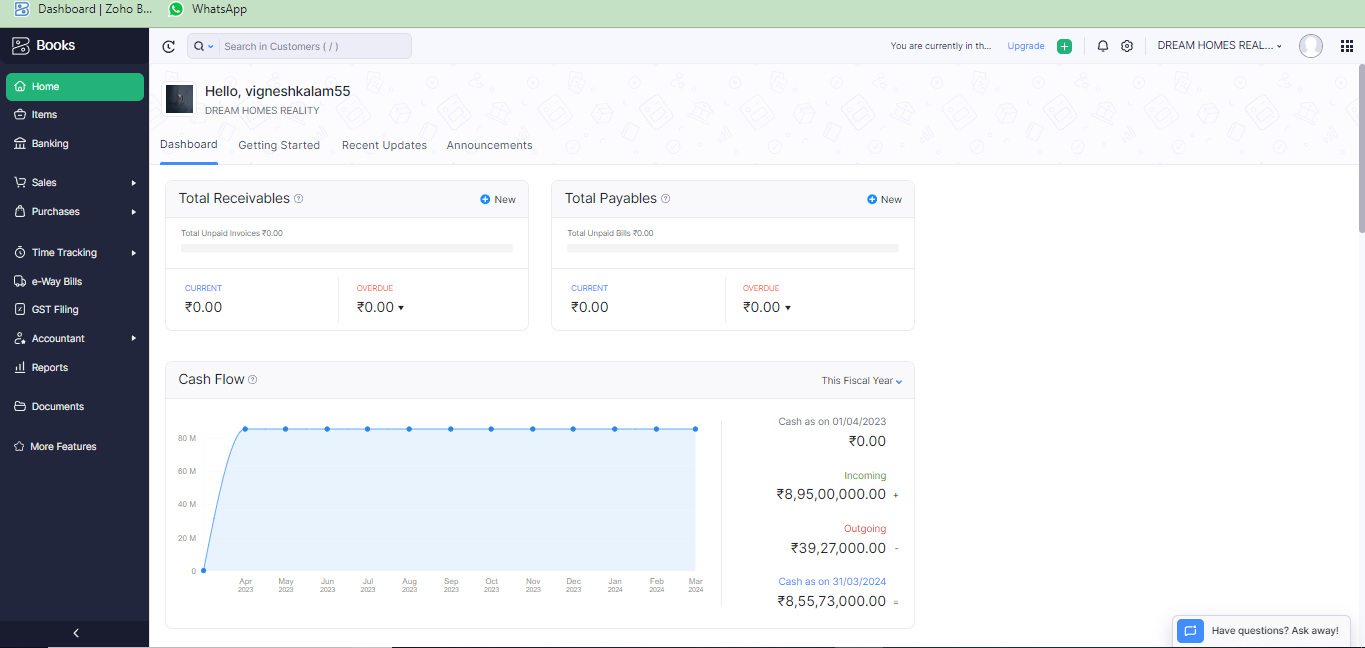 Dashboard | Zoho B...
WhatsApp
Books
Search in Customers ( / )
You are currently in th...
Upgrade
DREAM HOMES REAL...
Home
Items
Banking
Sales
Purchases
Time Tracking
e-Way Bills
GST Filing
Accountant
Reports
Documents
More Features
Hello, vigneshkalam55
DREAM HOMES REALITY
Dashboard Getting Started Recent Updates Announcements
Total Receivables
New
Total Unpaid Invoices ₹0.00
CURRENT
₹0.00
OVERDUE
₹0.00
Total Payables
New
Total Unpaid Bills ₹0.00
CURRENT
₹0.00
OVERDUE
₹0.00
Cash Flow
This Fiscal Year
80 M
60 M
40 M
20 M
0
Apr May Jun Jul Aug Sep Oct Nov Dec Jan Feb Mar
2023 2023 2023 2023 2023 2023 2023 2023 2023 2024 2024 2024
Cash as on 01/04/2023
₹0.00
Incoming
₹8,95,00,000.00 +
Outgoing
₹39,27,000.00 -
Cash as on 31/03/2024
₹8,55,73,000.00 =
Have questions? Ask away!